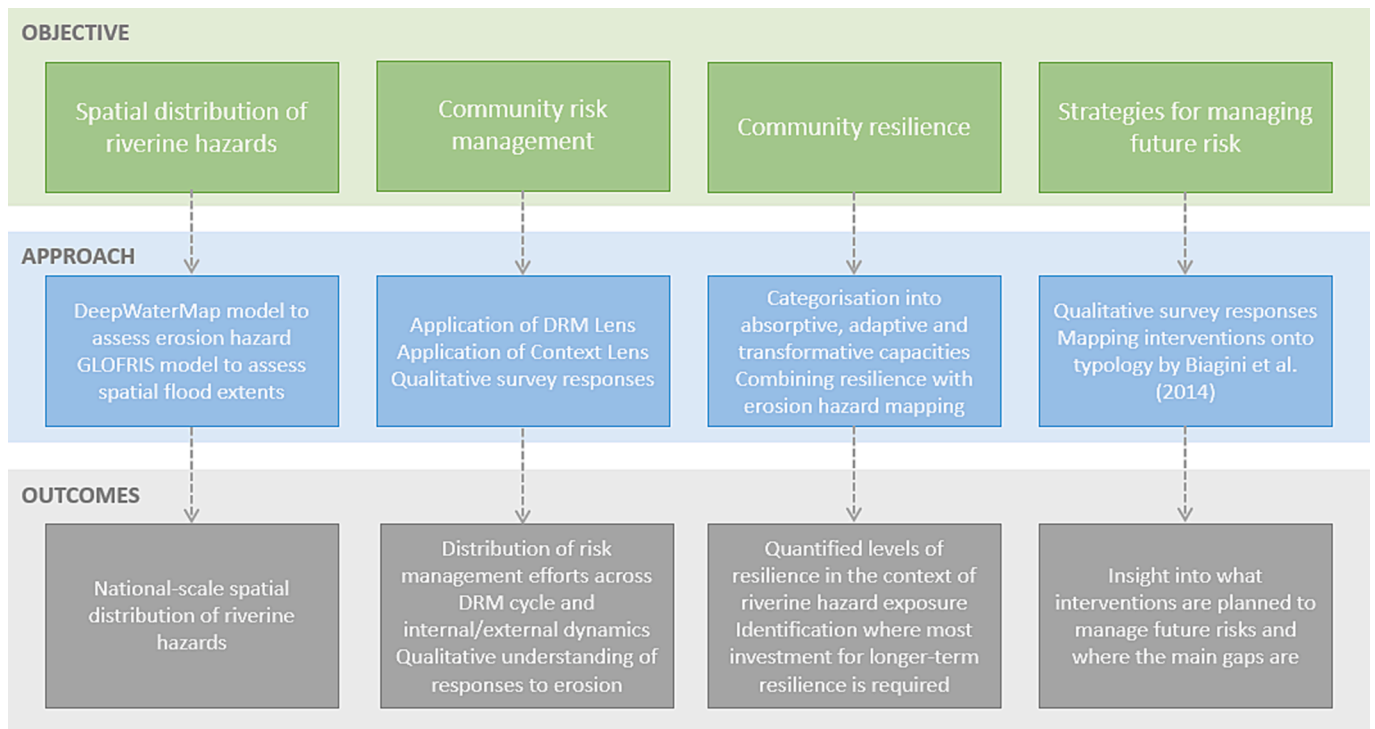 OBJECTIVE
Spatial distribution of
riverine hazards
Community risk
management
Community resilience
Strategies for managing
future risk
APPROACH
DeepWaterMap model to
assess erosion hazard
GLOFRIS model to assess
spatial flood extents
Application of DRM Lens
Application of Context Lens
Qualitative survey responses
Categorisation into
absorptive, adaptive and
transformative capacities
Combining resilience with
erosion hazard mapping
Qualitative survey responses
Mapping interventions onto
typology by Biagini et al.
(2014)
OUTCOMES
National-scale spatial
distribution of riverine
hazards
Distribution of risk
management efforts across
DRM cycle and
internal/external dynamics
Qualitative understanding of
responses to erosion
Quantified levels of
resilience in the context of
riverine hazard exposure
Identification where most
investment for longer-term
resilience is required
Insight into what
interventions are planned to
manage future risks and
where the main gaps are